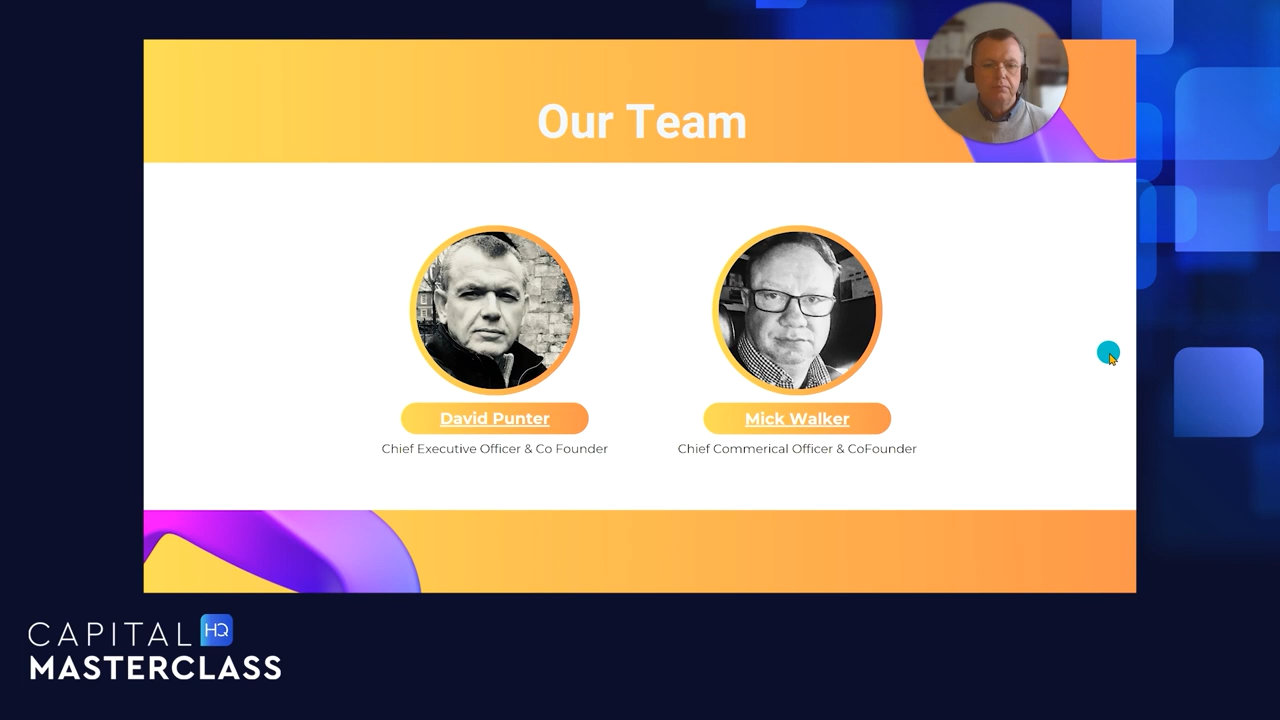 Our Team
David Punter
Mick Walker
Chief Executive Officer & Co Founder
Chief Commerical Officer & CoFounder
CAPITAL HQ
MASTERCLASS